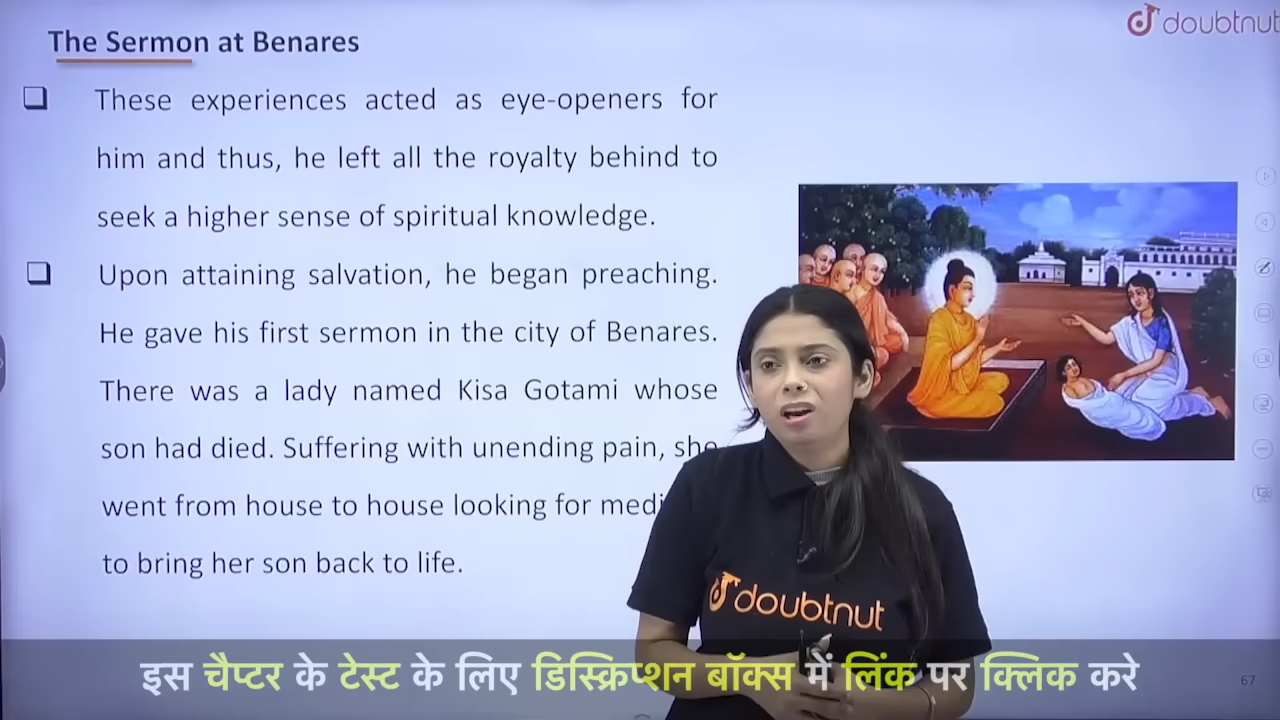 The Sermon at Benares
doubtnut
These experiences acted as eye-openers for
him and thus, he left all the royalty behind to
seek a higher sense of spiritual knowledge.
Upon attaining salvation, he began preaching.
He gave his first sermon in the city of Benares.
There was a lady named Kisa Gotami whose
son had died. Suffering with unending pain, she
went from house to house looking for medi
to bring her son back to life.
doubtnut
इस चैप्टर के टेस्ट के लिए डिस्क्रिप्शन बॉक्स में लिंक पर क्लिक करे
67